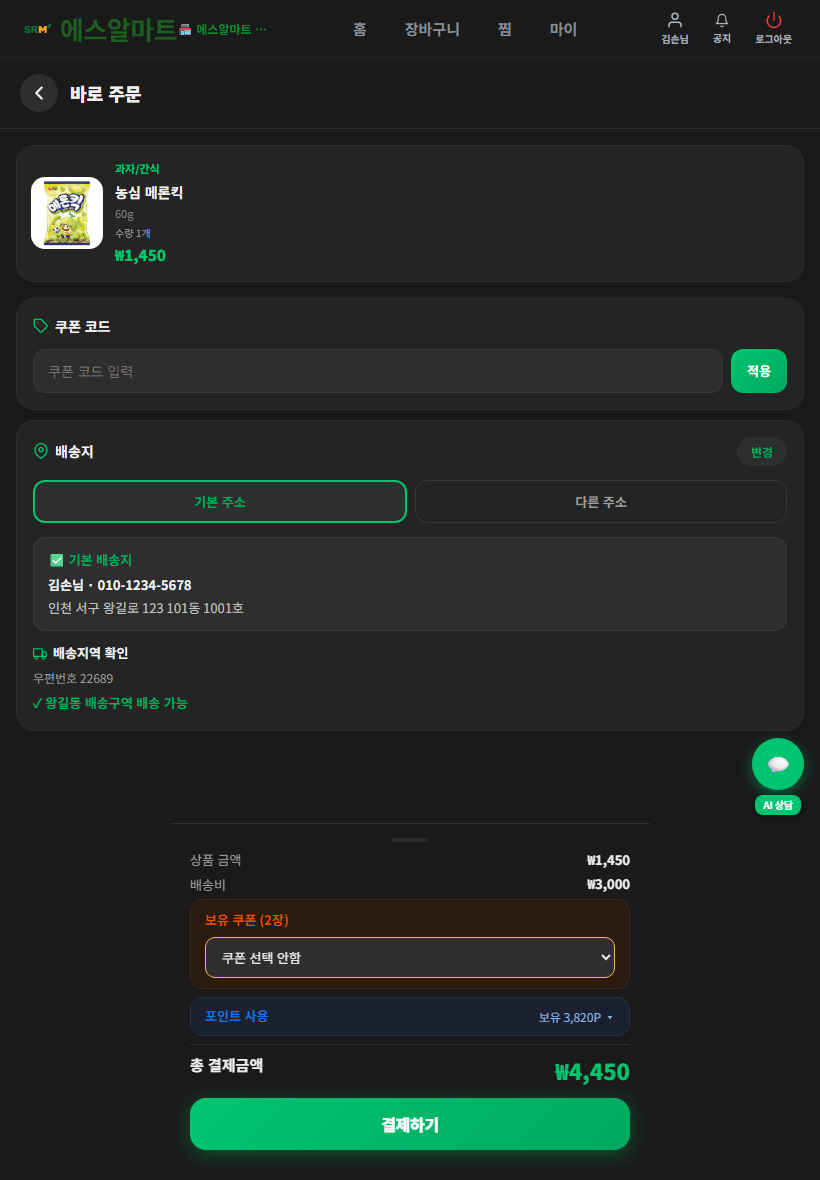 SRM 에스알마트 에스알마트 ...
홈 장바구니 찜 마이
김손님 공지 로그아웃
바로 주문
과자/간식
농심 메론킥
60g
수량 1개
₩1,450
메론킥
쿠폰 코드
쿠폰 코드 입력
적용
배송지
변경
기본 주소
다른 주소
✅ 기본 배송지
김손님 · 010-1234-5678
인천 서구 왕길로 123 101동 1001호
배송지역 확인
우편번호 22689
✓ 왕길동 배송구역 배송 가능
AI 상담
상품 금액 ₩1,450
배송비 ₩3,000
보유 쿠폰 (2장)
쿠폰 선택 안함
포인트 사용 보유 3,820P ▾
총 결제금액 ₩4,450
결제하기